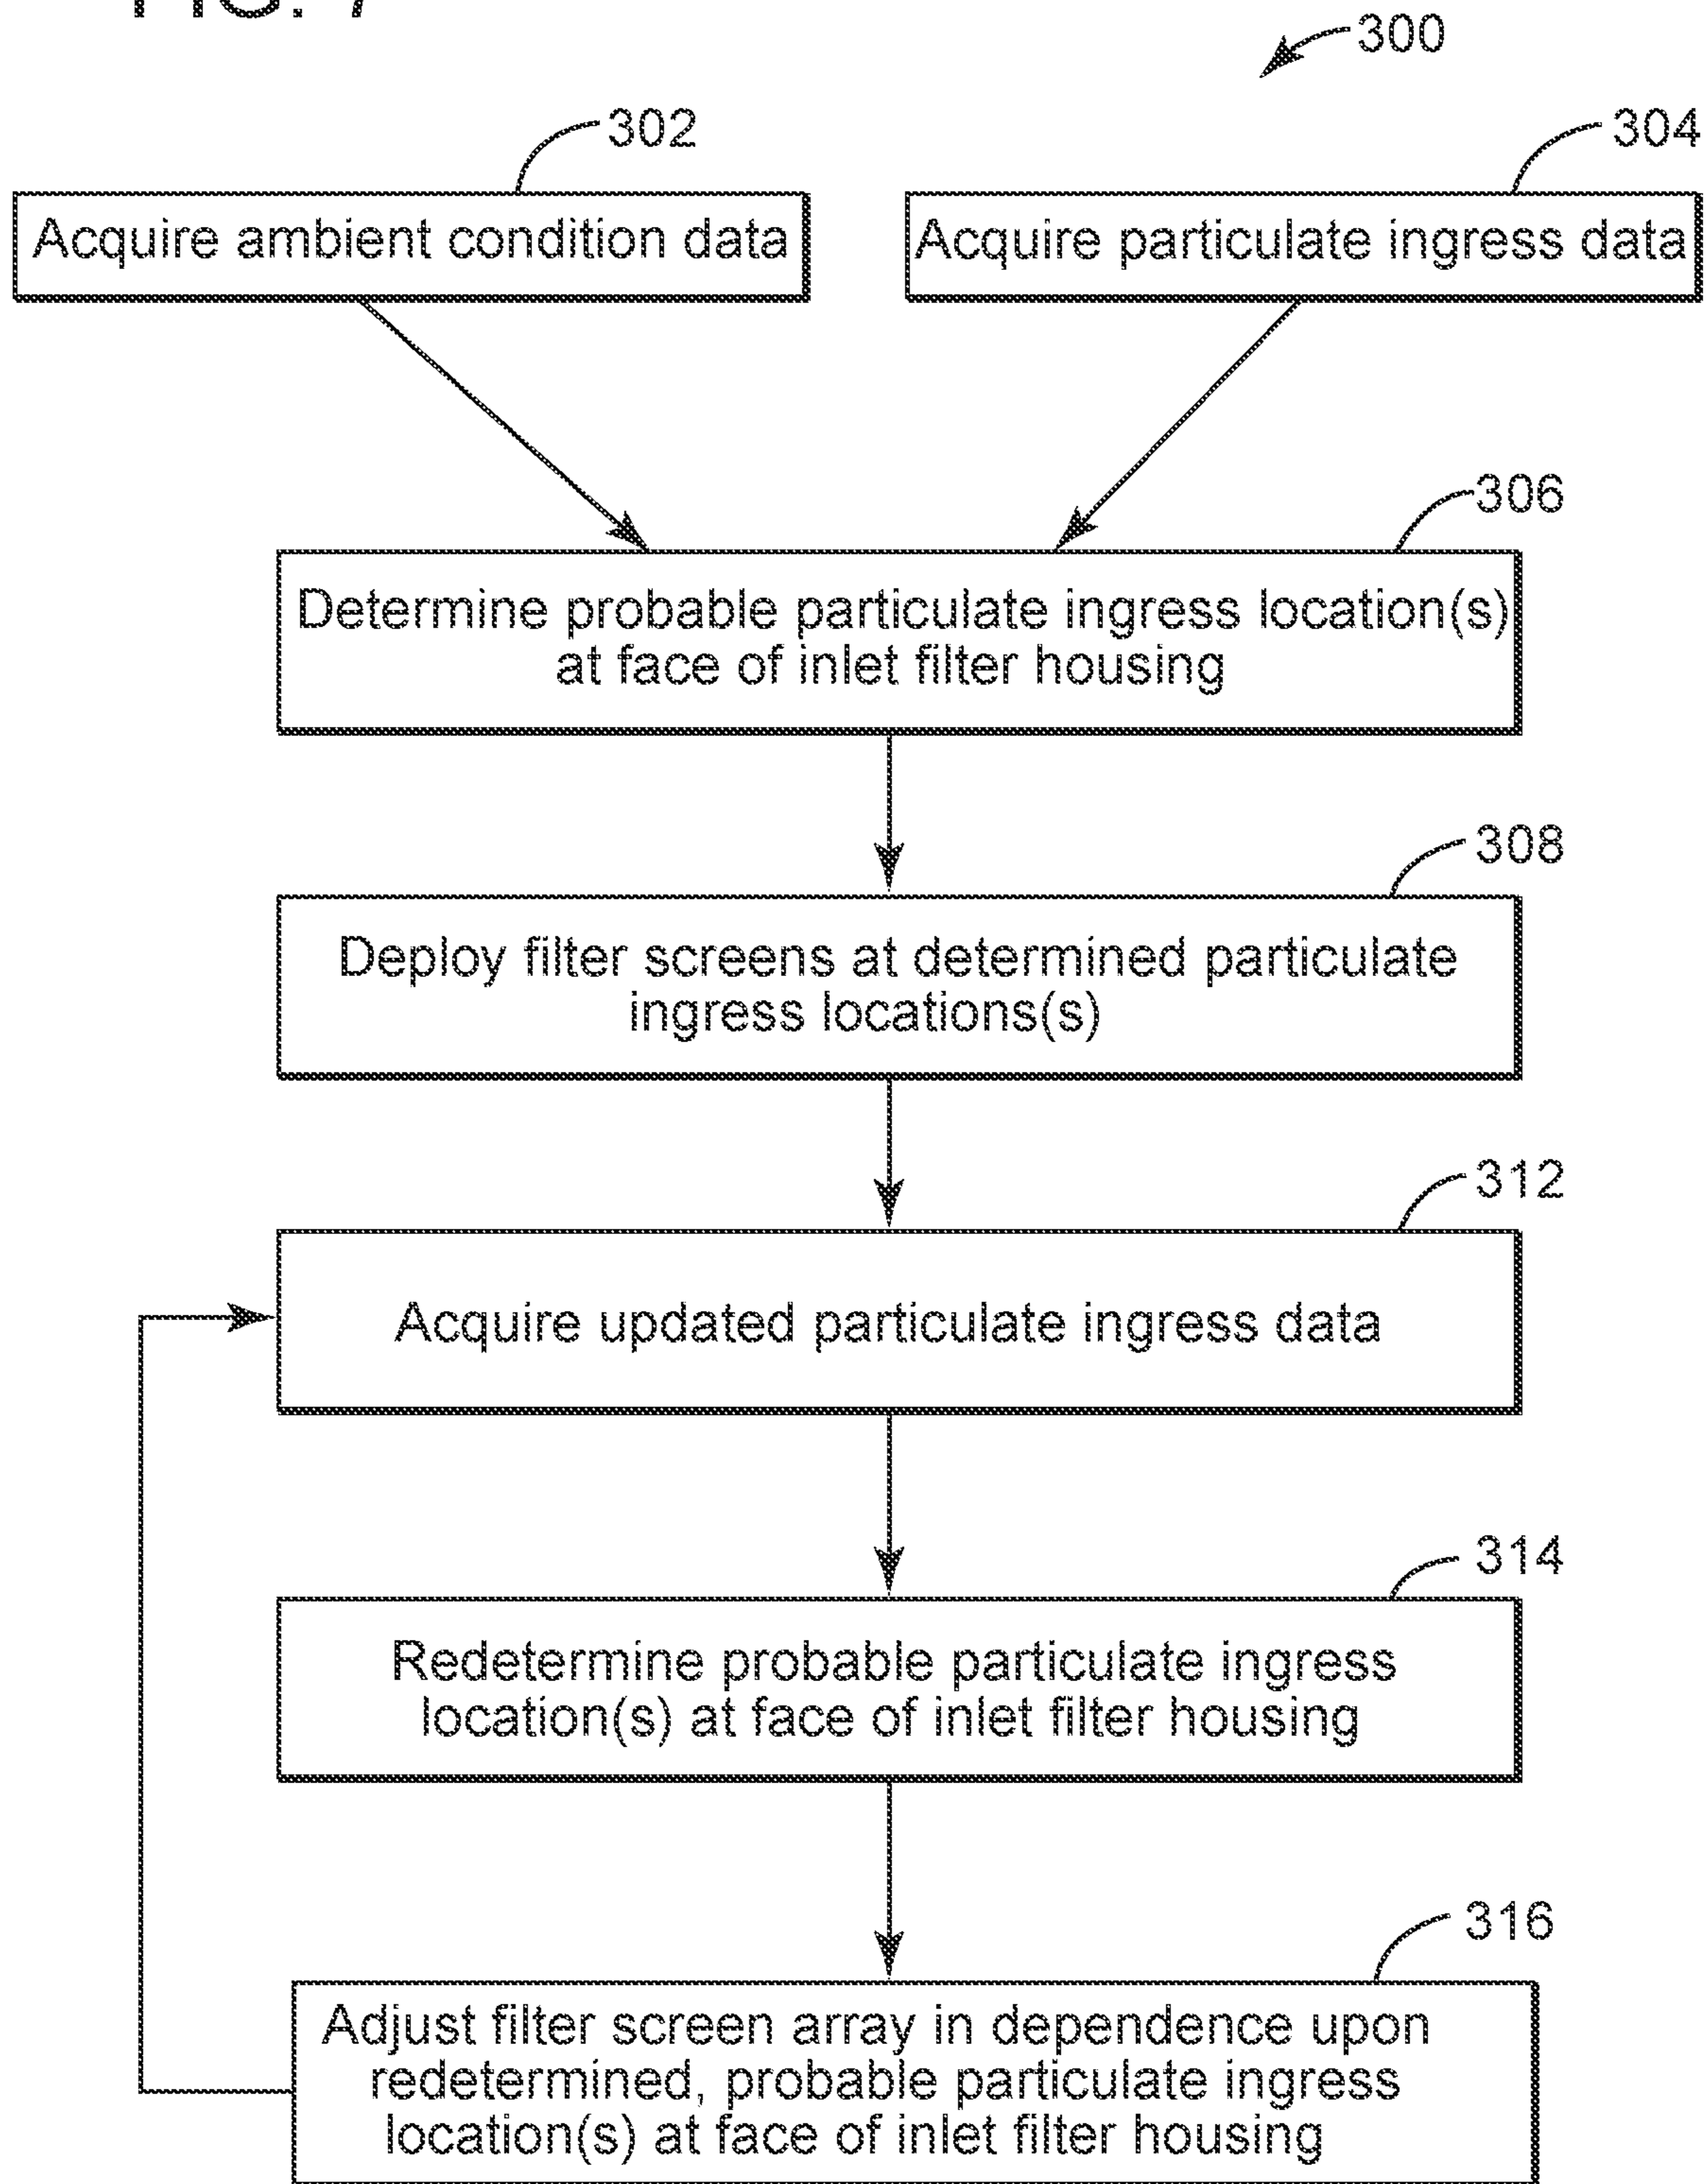 FIG. 7
300
302
304
Acquire ambient condition data
Acquire particulate ingress data
306
Determine probable particulate ingress location(s)
at face of inlet filter housing
308
Deploy filter screens at determined particulate
ingress locations(s)
312
Acquire updated particulate ingress data
314
Redetermine probable particulate ingress
location(s) at face of inlet filter housing
316
Adjust filter screen array in dependence upon
redetermined, probable particulate ingress
location(s) at face of inlet filter housing